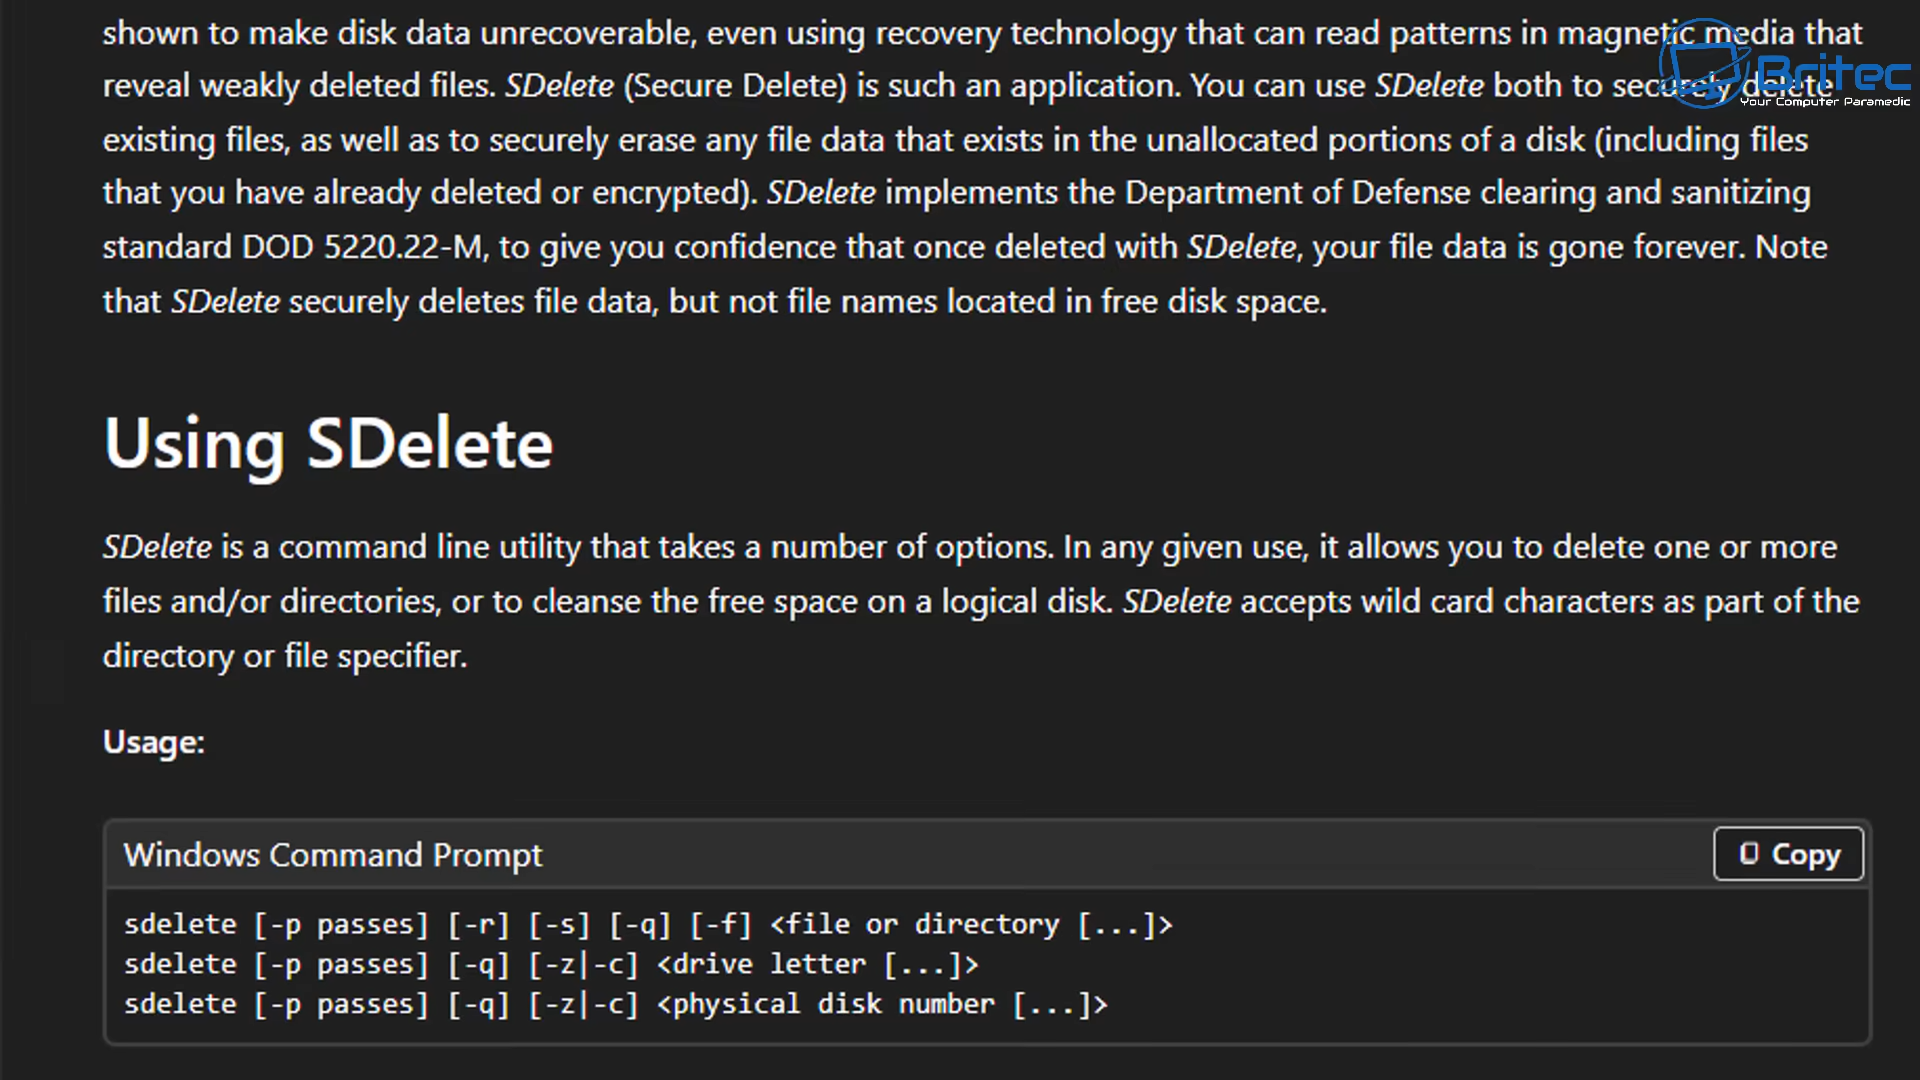 shown to make disk data unrecoverable, even using recovery technology that can read patterns in magnetic media that
reveal weakly deleted files. SDelete (Secure Delete) is such an application. You can use SDelete both to securely delete
existing files, as well as to securely erase any file data that exists in the unallocated portions of a disk (including files
that you have already deleted or encrypted). SDelete implements the Department of Defense clearing and sanitizing
standard DOD 5220.22-M, to give you confidence that once deleted with SDelete, your file data is gone forever. Note
that SDelete securely deletes file data, but not file names located in free disk space.
Britec
Your Computer Paramedic
Using SDelete
SDelete is a command line utility that takes a number of options. In any given use, it allows you to delete one or more
files and/or directories, or to cleanse the free space on a logical disk. SDelete accepts wild card characters as part of the
directory or file specifier.
Usage:
Windows Command Prompt
Copy
sdelete [-p passes] [-r] [-s] [-q] [-f] <file or directory [...]>
sdelete [-p passes] [-q] [-z|-c] <drive letter [...]>
sdelete [-p passes] [-q] [-z|-c] <physical disk number [...]>